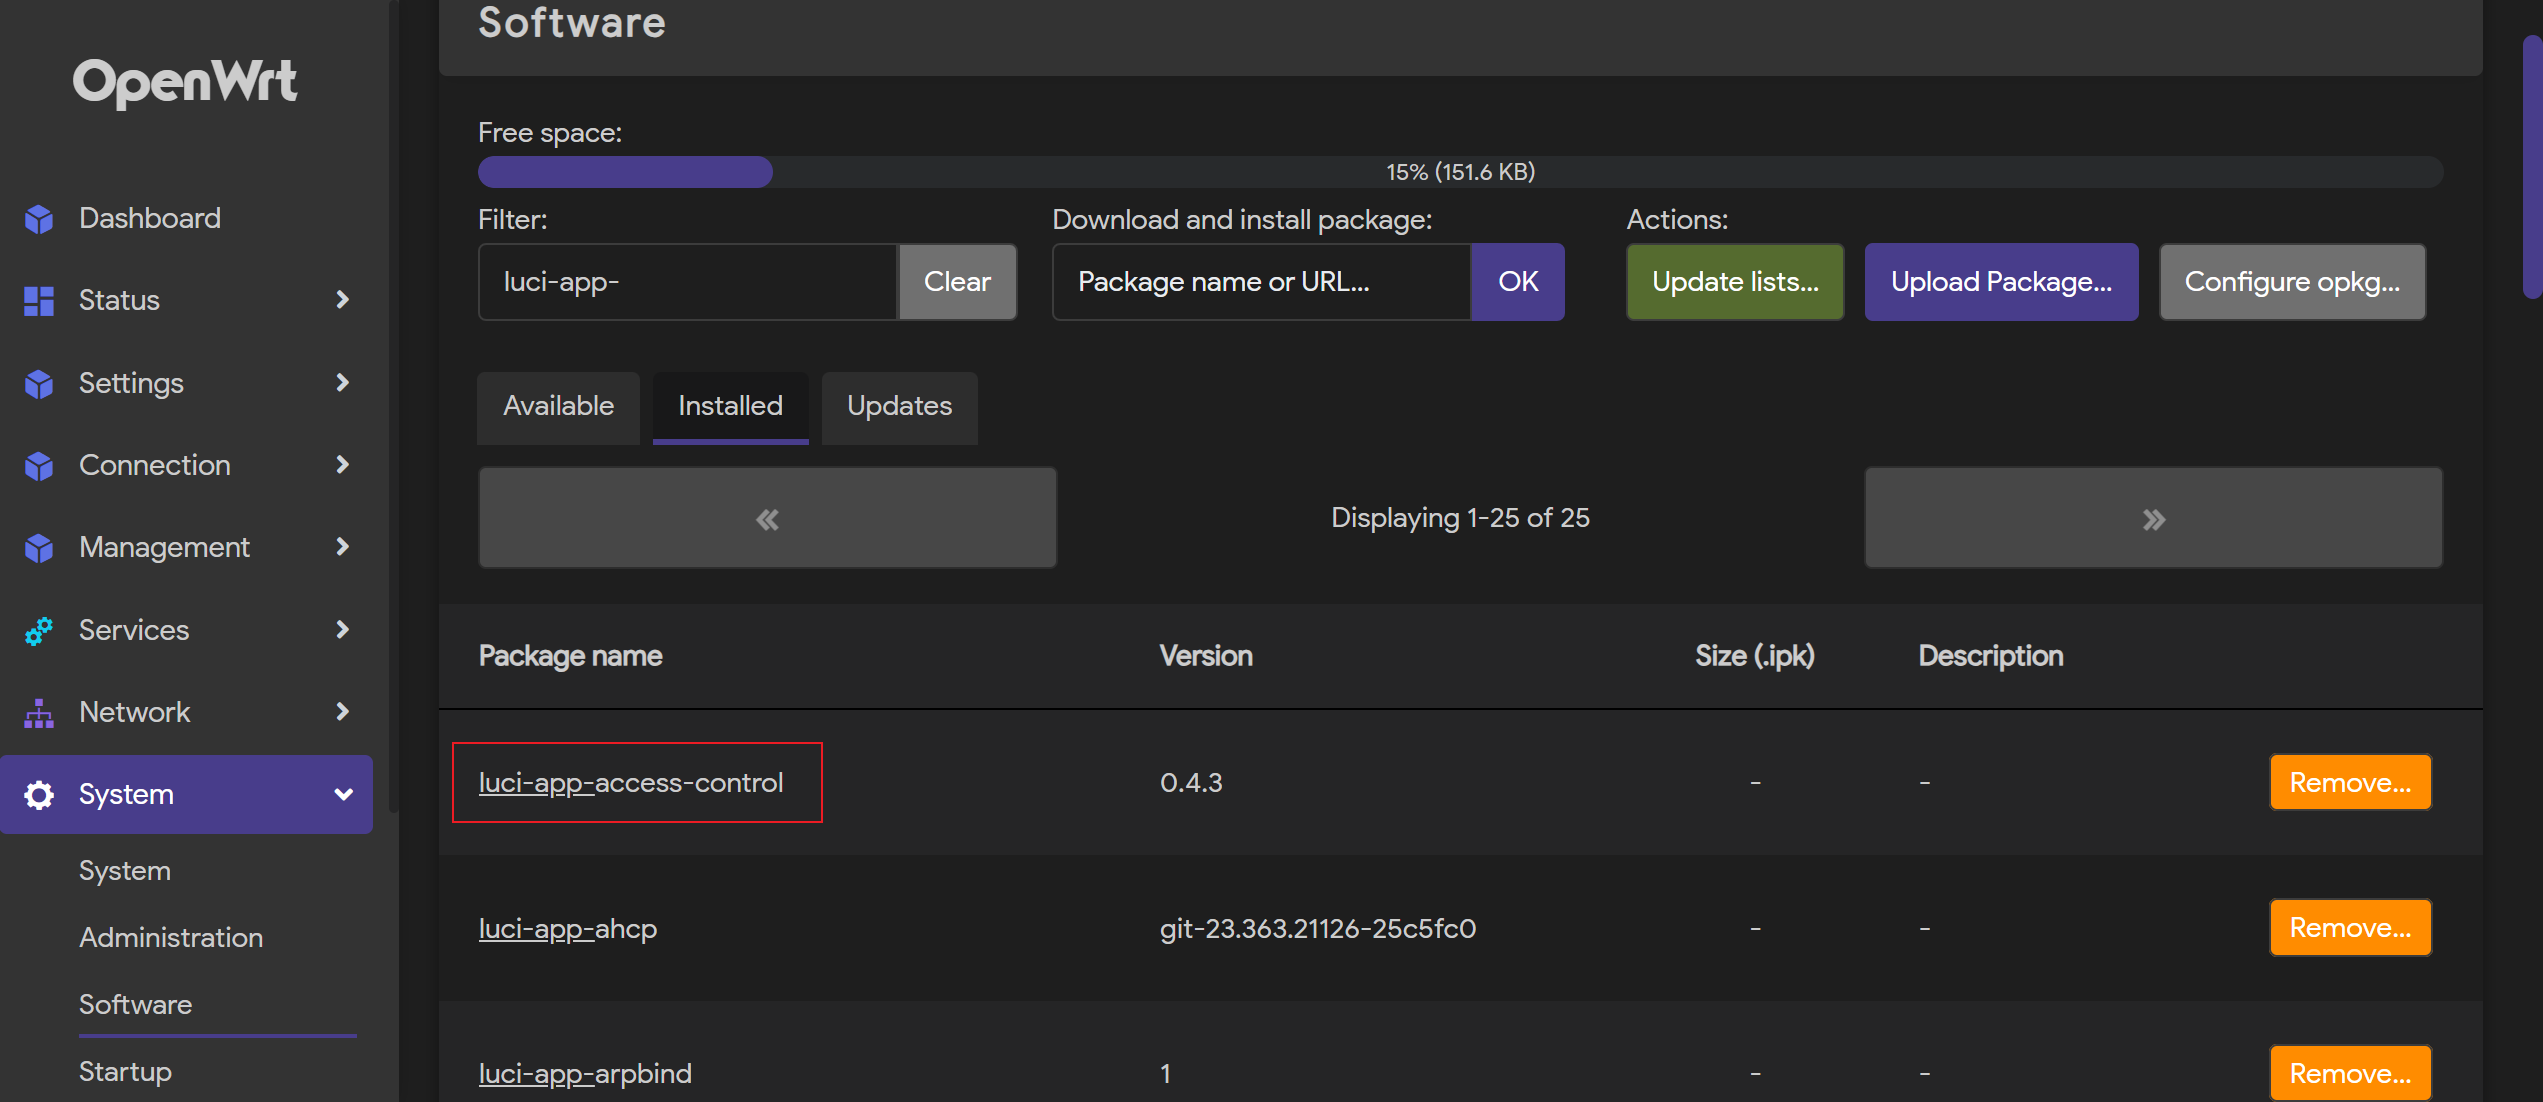 OpenWrt
Dashboard
Status
Settings
Connection
Management
Services
Network
System
System
Administration
Software
Startup
Software
Free space:
15% (151.6 KB)
Filter:
luci-app-
Clear
Download and install package:
Package name or URL...
OK
Actions:
Update lists...
Upload Package...
Configure opkg...
Available
Installed
Updates
«
Displaying 1-25 of 25
»
Package name Version Size (.ipk) Description
luci-app-access-control 0.4.3 - - Remove...
luci-app-ahcp git-23.363.21126-25c5fc0 - - Remove...
luci-app-arpbind 1 - - Remove...